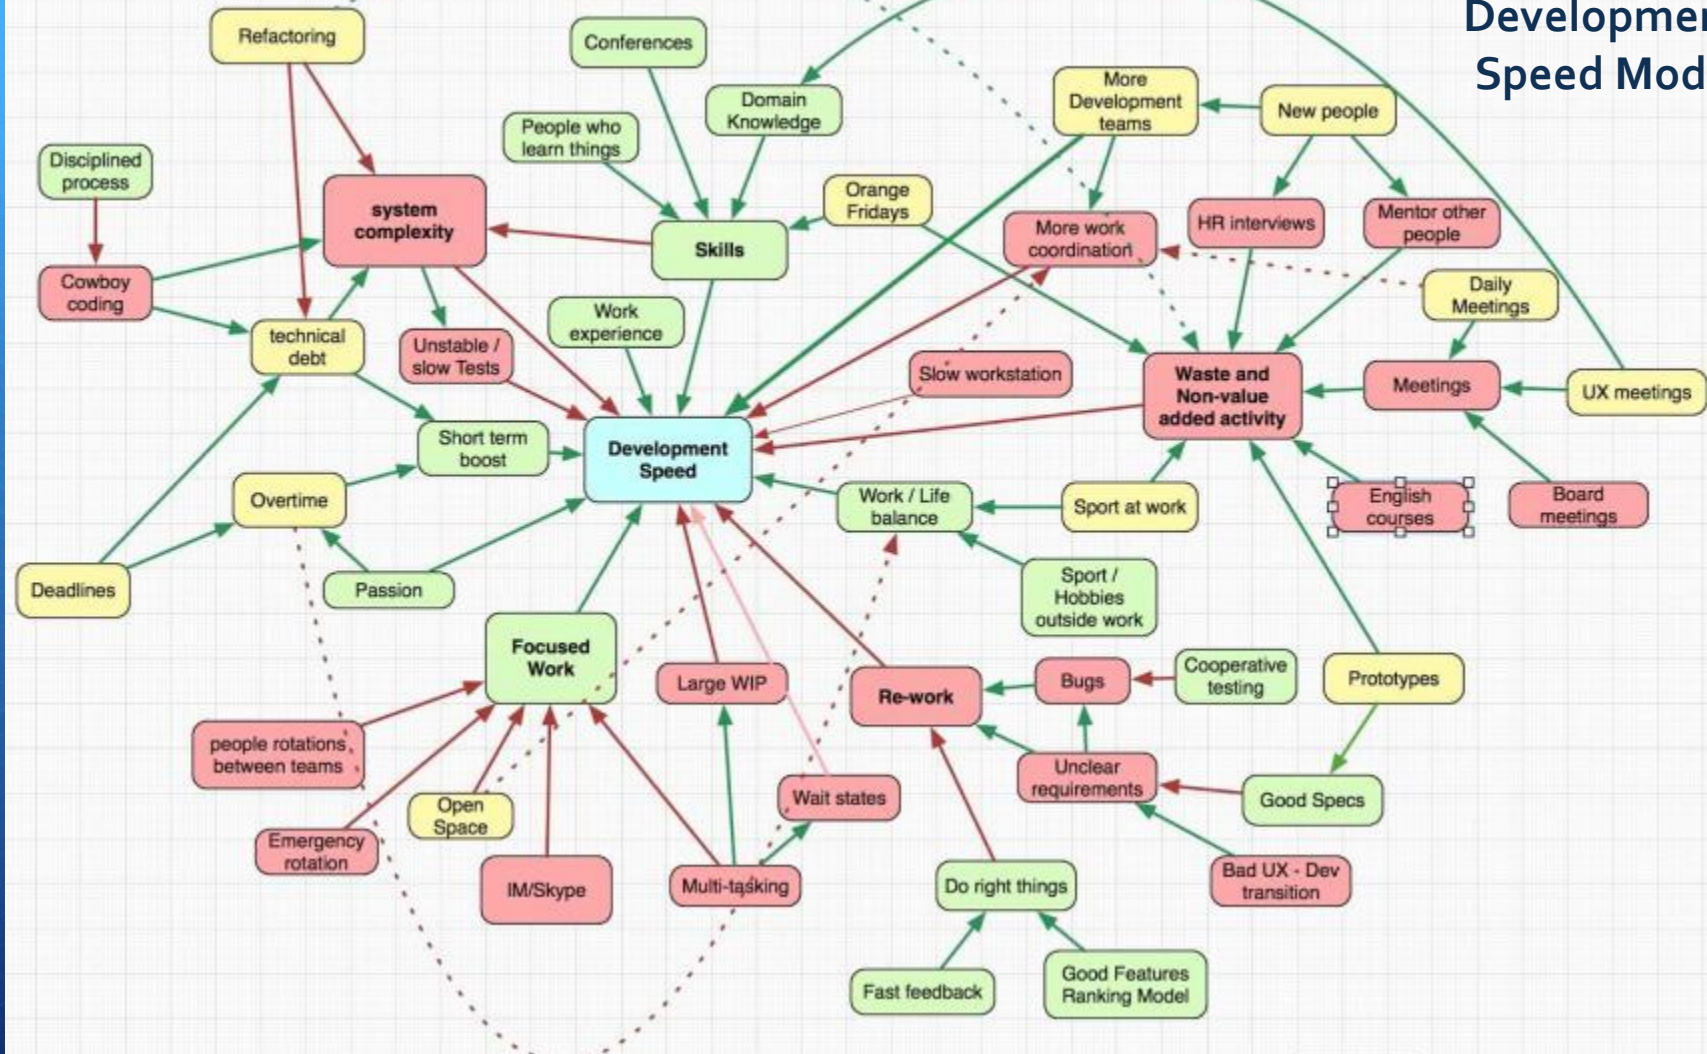 Development
Speed Mod
Refactoring
Conferences
More
Development
teams
New people
Domain
Knowledge
People who
learn things
Disciplined
process
system
complexity
Orange
Fridays
Skills
More work
coordination
HR interviews
Mentor other
people
Cowboy
coding
Daily
Meetings
technical
debt
Unstable /
slow Tests
Work
experience
Slow workstation
Waste and
Non-value
added activity
Meetings
UX meetings
Short term
boost
Development
Speed
Overtime
Work / Life
balance
Sport at work
English
courses
Board
meetings
Deadlines
Passion
Sport /
Hobbies
outside work
Focused
Work
Large WIP
Re-work
Bugs
Cooperative
testing
Prototypes
people rotations
between teams
Open
Space
Wait states
Unclear
requirements
Good Specs
Emergency
rotation
IM/Skype
Multi-tasking
Do right things
Bad UX - Dev
transition
Fast feedback
Good Features
Ranking Model